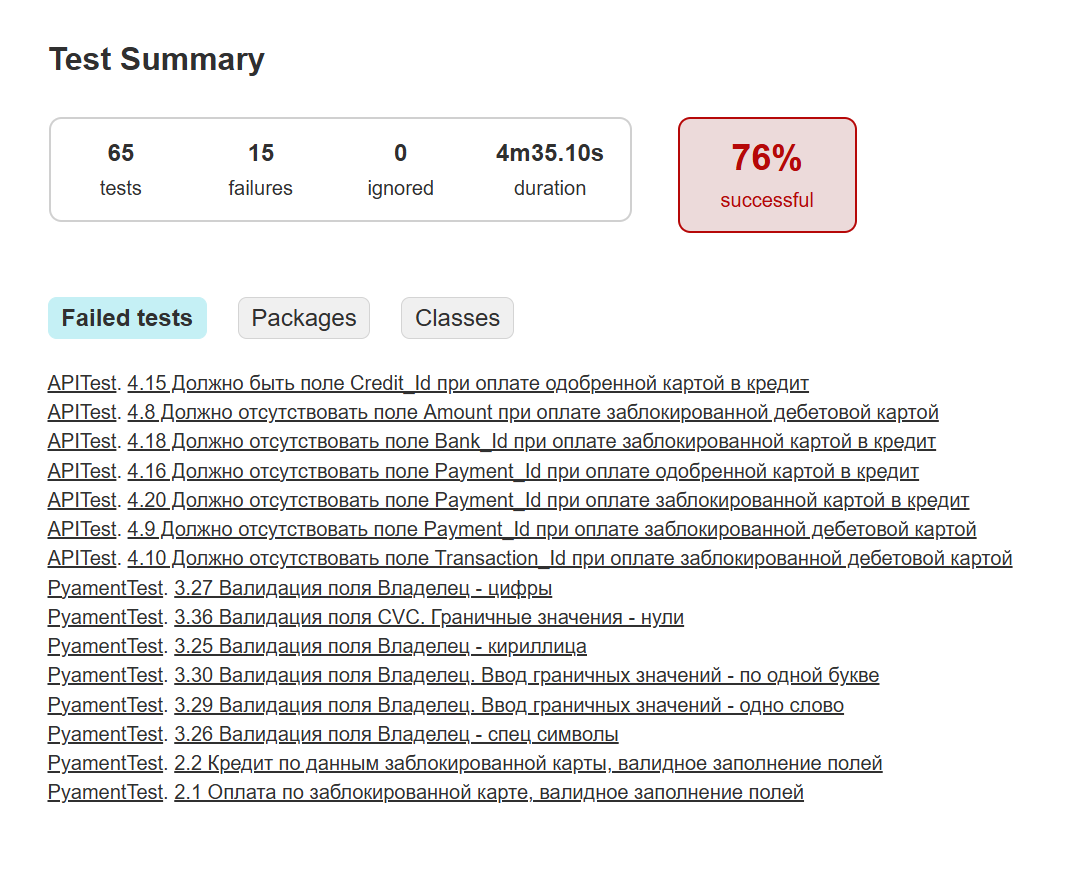 Test Summary
65 15 0 4m35.10s
tests failures ignored duration
76%
successful
Failed tests Packages Classes
APITest. 4.15 Должно быть поле Credit_Id при оплате одобренной картой в кредит
APITest. 4.8 Должно отсутствовать поле Amount при оплате заблокированной дебетовой картой
APITest. 4.18 Должно отсутствовать поле Bank_Id при оплате заблокированной картой в кредит
APITest. 4.16 Должно отсутствовать поле Payment_Id при оплате одобренной картой в кредит
APITest. 4.20 Должно отсутствовать поле Payment_Id при оплате заблокированной картой в кредит
APITest. 4.9 Должно отсутствовать поле Payment_Id при оплате заблокированной дебетовой картой
APITest. 4.10 Должно отсутствовать поле Transaction_Id при оплате заблокированной дебетовой картой
PyamentTest. 3.27 Валидация поля Владелец - цифры
PyamentTest. 3.36 Валидация поля CVC. Граничные значения - нули
PyamentTest. 3.25 Валидация поля Владелец - кириллица
PyamentTest. 3.30 Валидация поля Владелец. Ввод граничных значений - по одной букве
PyamentTest. 3.29 Валидация поля Владелец. Ввод граничных значений - одно слово
PyamentTest. 3.26 Валидация поля Владелец - спец символы
PyamentTest. 2.2 Кредит по данным заблокированной карты, валидное заполнение полей
PyamentTest. 2.1 Оплата по заблокированной карте, валидное заполнение полей